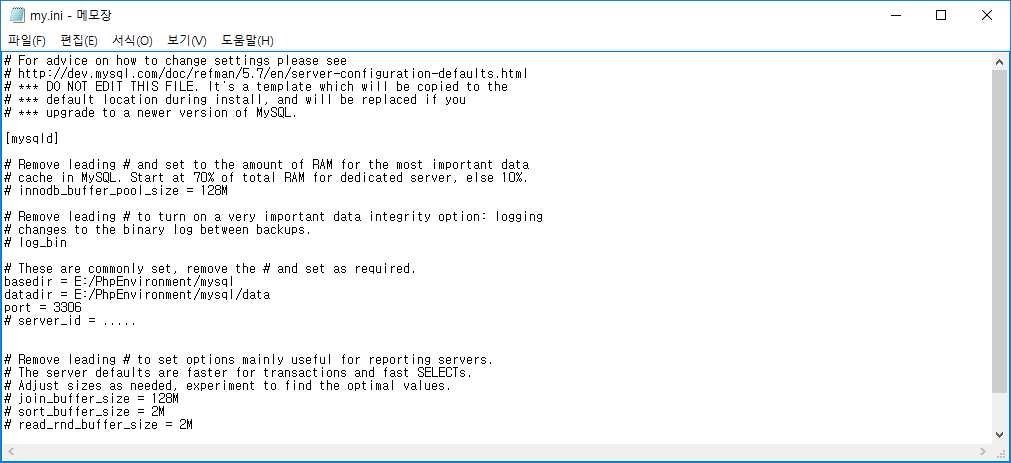 my.ini - 메모장
파일(F) 편집(E) 서식(O) 보기(V) 도움말(H)
# For advice on how to change settings please see
# http://dev.mysql.com/doc/refman/5.7/en/server-configuration-defaults.html
# *** DO NOT EDIT THIS FILE. It's a template which will be copied to the
# *** default location during install, and will be replaced if you
# *** upgrade to a newer version of MySQL.
[mysqld]
# Remove leading # and set to the amount of RAM for the most important data
# cache in MySQL. Start at 70% of total RAM for dedicated server, else 10%.
# innodb_buffer_pool_size = 128M
# Remove leading # to turn on a very important data integrity option: logging
# changes to the binary log between backups.
# log_bin
# These are commonly set, remove the # and set as required.
basedir = E:/PhpEnvironment/mysql
datadir = E:/PhpEnvironment/mysql/data
port = 3306
# server_id = .....
# Remove leading # to set options mainly useful for reporting servers.
# The server defaults are faster for transactions and fast SELECTs.
# Adjust sizes as needed, experiment to find the optimal values.
# join_buffer_size = 128M
# sort_buffer_size = 2M
# read_rnd_buffer_size = 2M